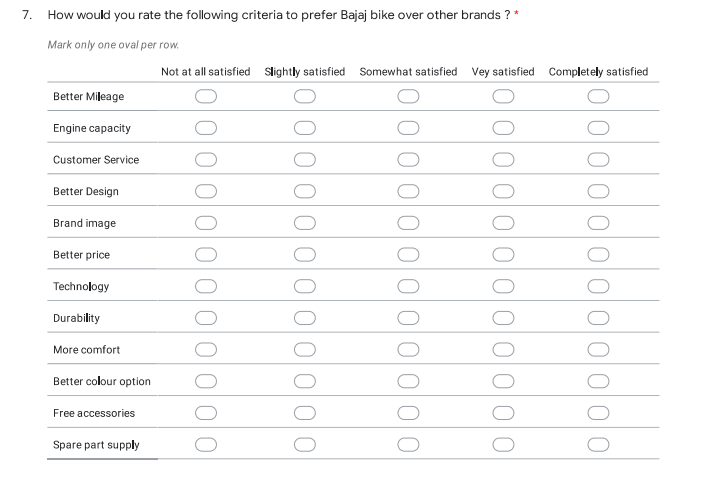 7. How would you rate the following criteria to prefer Bajaj bike over other brands ? *
Mark only one oval per row.
Not at all satisfied Slightly satisfied Somewhat satisfied Vey satisfied Completely satisfied
Better Mileage
Engine capacity
Customer Service
Better Design
Brand image
Better price
Technology
Durability
More comfort
Better colour option
Free accessories
Spare part supply